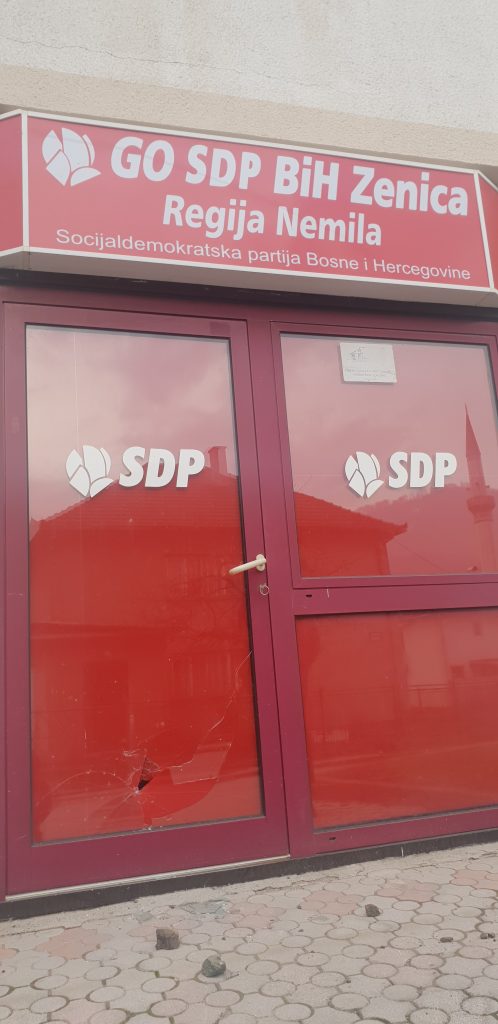 GO SDP BiH Zenica
Regija Nemila
Socijaldemokratska partija Bosne i Hercegovine
SDP
SDP